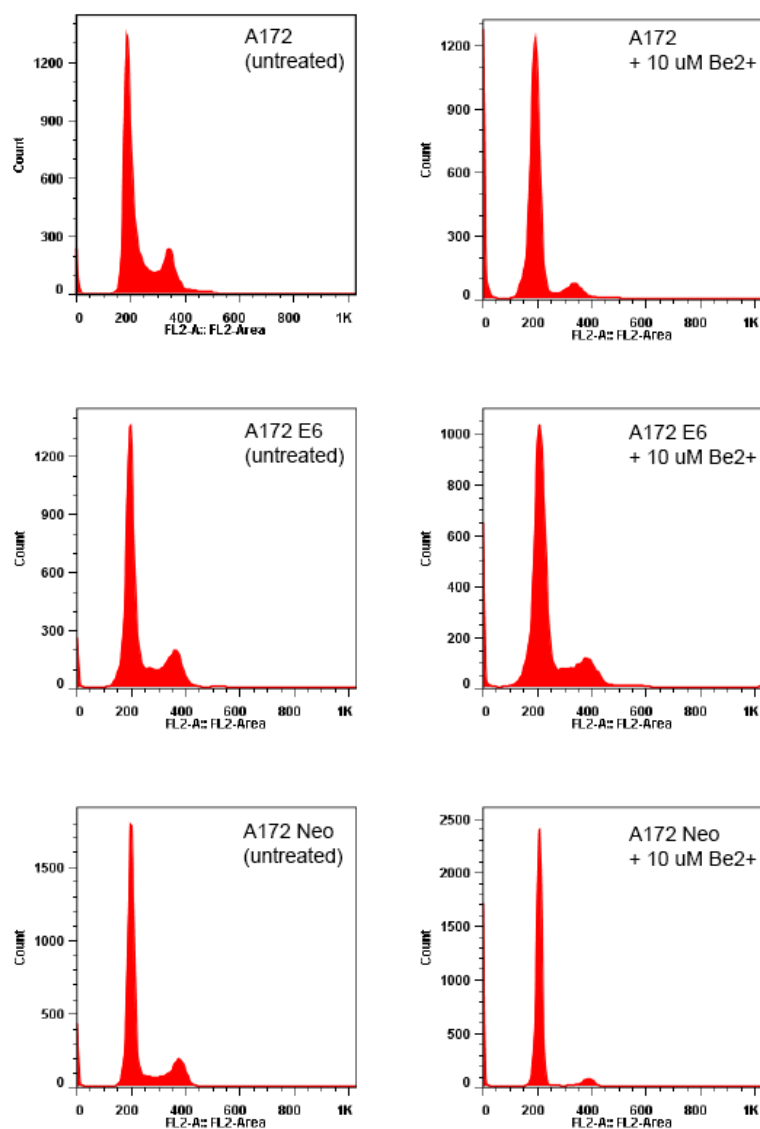 A172
(untreated)
Count
1200
900
600
300
0
0 200 400 600 800 1K
FL2-A:: FL2-Area
A172
+ 10 uM Be2+
Count
1200
900
600
300
0
0 200 400 600 800 1K
FL2-A:: FL2-Area
A172 E6
(untreated)
Count
1200
900
600
300
0
0 200 400 600 800 1K
FL2-A:: FL2-Area
A172 E6
+ 10 uM Be2+
Count
1000
800
600
400
200
0
0 200 400 600 800 1K
FL2-A:: FL2-Area
A172 Neo
(untreated)
Count
1500
1000
500
0
0 200 400 600 800 1K
FL2-A:: FL2-Area
A172 Neo
+ 10 uM Be2+
Count
2500
2000
1500
1000
500
0
0 200 400 600 800 1K
FL2-A:: FL2-Area